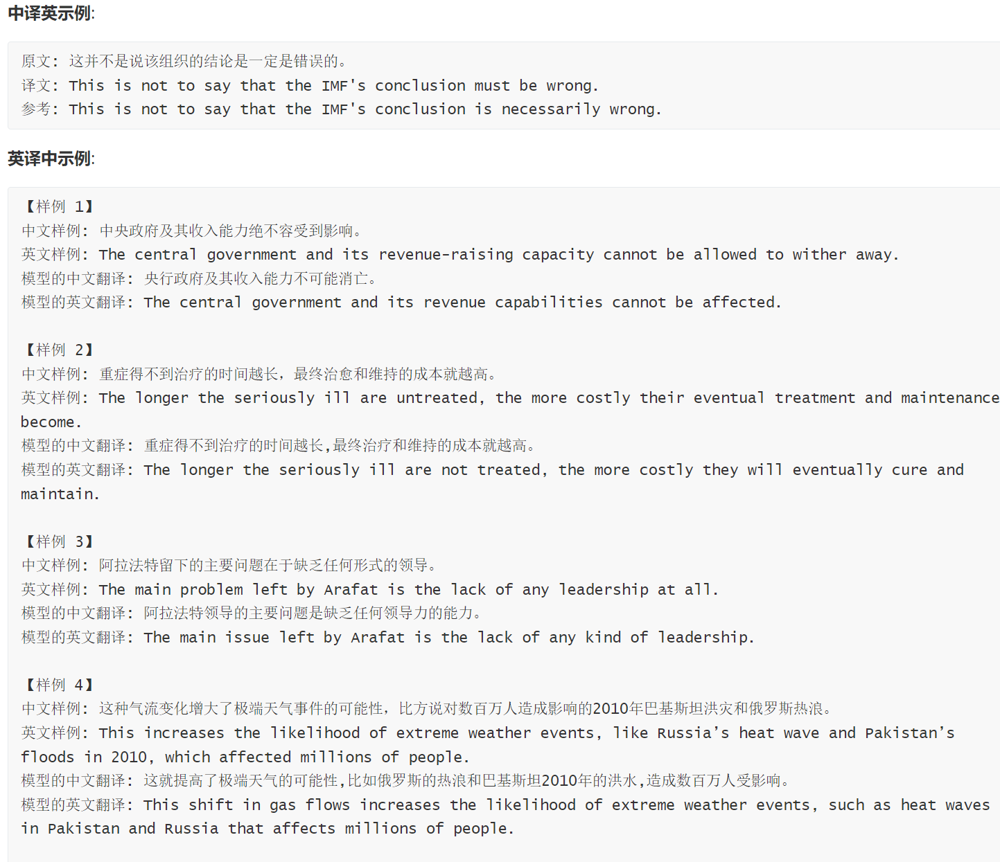 中译英示例:
原文: 这并不是说该组织的结论是一定是错误的。
译文: This is not to say that the IMF's conclusion must be wrong.
参考: This is not to say that the IMF's conclusion is necessarily wrong.
英译中示例:
【样例 1】
中文样例: 中央政府及其收入能力绝不容受到影响。
英文样例: The central government and its revenue-raising capacity cannot be allowed to wither away.
模型的中文翻译: 央行政府及其收入能力不可能消亡。
模型的英文翻译: The central government and its revenue capabilities cannot be affected.
【样例 2】
中文样例: 重症得不到治疗的时间越长，最终治愈和维持的成本就越高。
英文样例: The longer the seriously ill are untreated, the more costly their eventual treatment and maintenance
become.
模型的中文翻译: 重症得不到治疗的时间越长,最终治疗和维持的成本就越高。
模型的英文翻译: The longer the seriously ill are not treated, the more costly they will eventually cure and
maintain.
【样例 3】
中文样例: 阿拉法特留下的主要问题在于缺乏任何形式的领导。
英文样例: The main problem left by Arafat is the lack of any leadership at all.
模型的中文翻译: 阿拉法特领导的主要问题是缺乏任何领导力的能力。
模型的英文翻译: The main issue left by Arafat is the lack of any kind of leadership.
【样例 4】
中文样例: 这种气流变化增大了极端天气事件的可能性，比方说对数百万人造成影响的2010年巴基斯坦洪灾和俄罗斯热浪。
英文样例: This increases the likelihood of extreme weather events, like Russia’s heat wave and Pakistan’s
floods in 2010, which affected millions of people.
模型的中文翻译: 这就提高了极端天气的可能性,比如俄罗斯的热浪和巴基斯坦2010年的洪水,造成数百万人受影响。
模型的英文翻译: This shift in gas flows increases the likelihood of extreme weather events, such as heat waves
in Pakistan and Russia that affects millions of people.